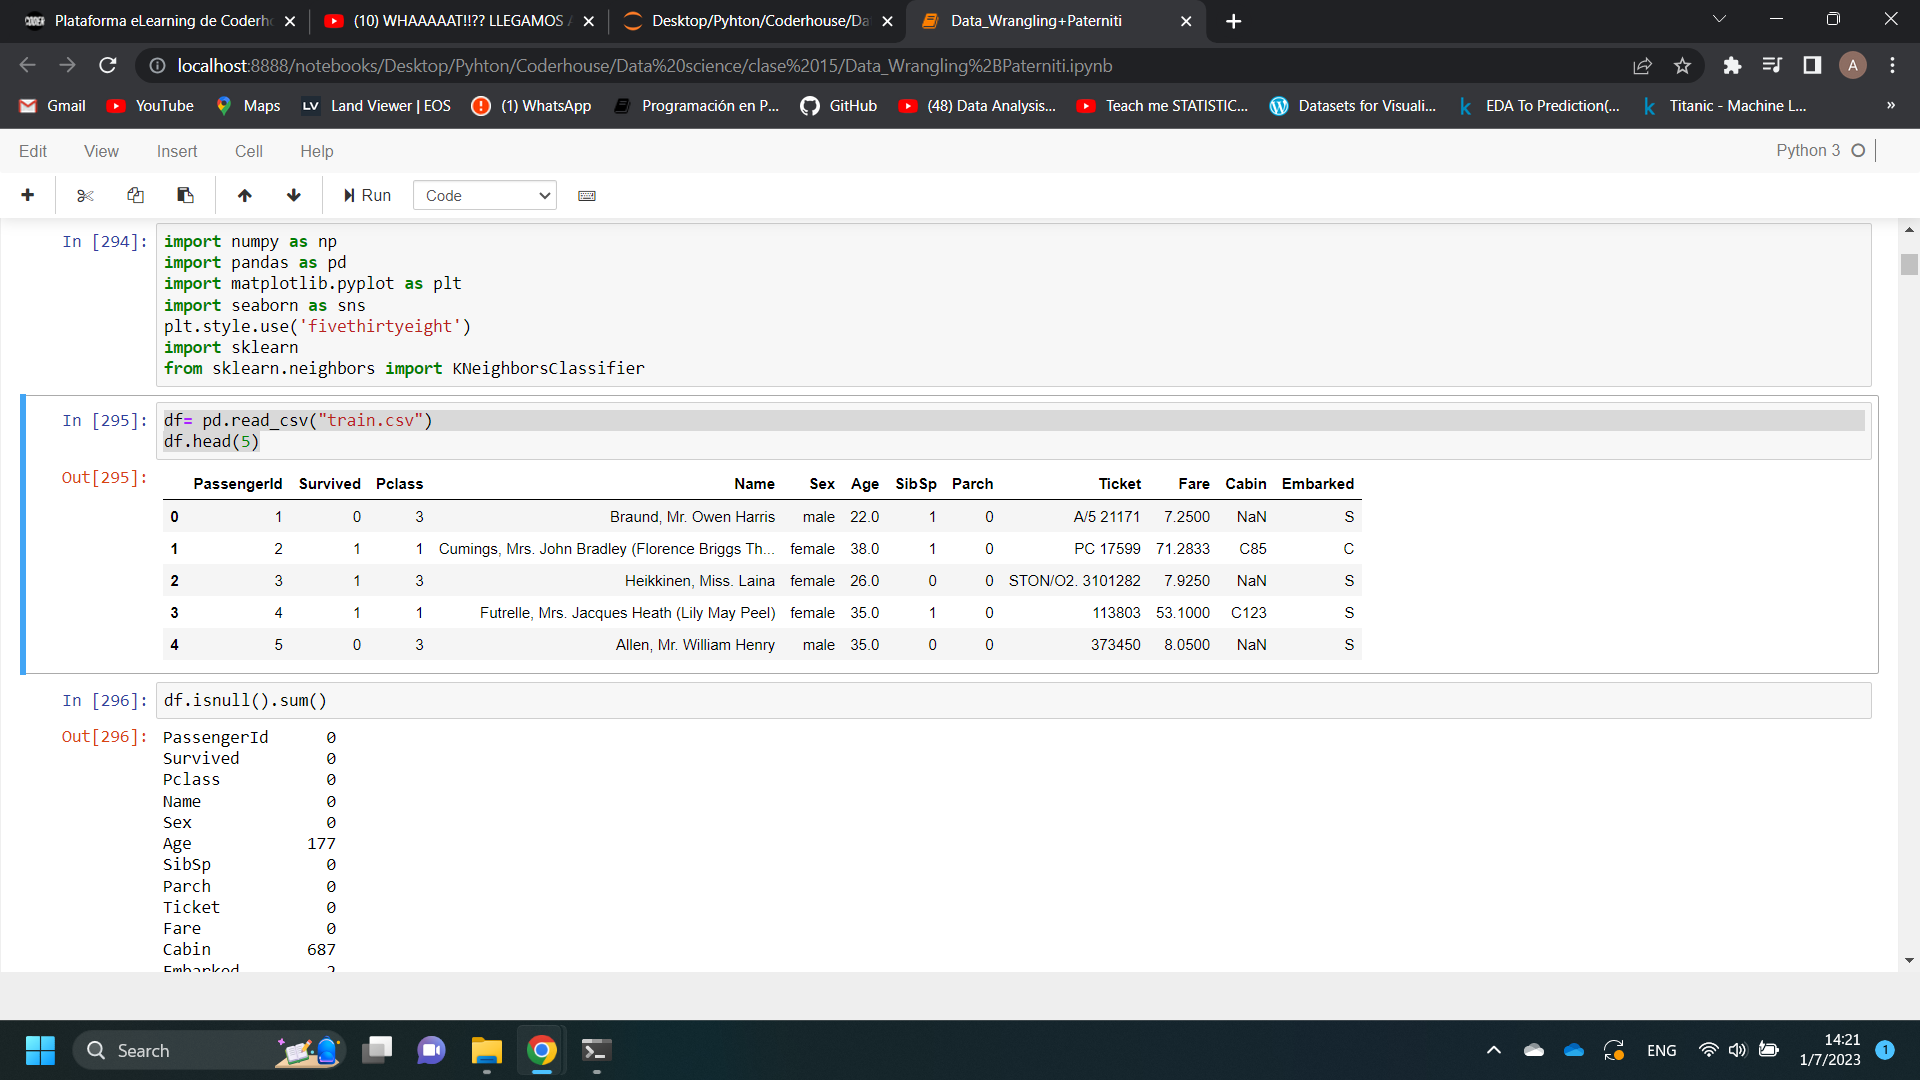 CODER Plataforma eLearning de Coderh
(10) WHAAAAAT!!?? LLEGAMOS A
Desktop/Pyhton/Coderhouse/Da
Data_Wrangling+Paterniti
localhost:8888/notebooks/Desktop/Pyhton/Coderhouse/Data%20science/clase%2015/Data_Wrangling%2BPaterniti.ipynb
A
Gmail YouTube Maps LV Land Viewer | EOS (1) WhatsApp Programación en P... GitHub (48) Data Analysis... Teach me STATISTIC... Datasets for Visuali... k EDA To Prediction(... k Titanic - Machine L... »
Edit View Insert Cell Help Python 3
Run Code
In [294]: import numpy as np
import pandas as pd
import matplotlib.pyplot as plt
import seaborn as sns
plt.style.use('fivethirtyeight')
import sklearn
from sklearn.neighbors import KNeighborsClassifier
In [295]: df= pd.read_csv("train.csv")
df.head(5)
Out[295]:
PassengerId Survived Pclass Name Sex Age SibSp Parch Ticket Fare Cabin Embarked
0 1 0 3 Braund, Mr. Owen Harris male 22.0 1 0 A/5 21171 7.2500 NaN S
1 2 1 1 Cumings, Mrs. John Bradley (Florence Briggs Th... female 38.0 1 0 PC 17599 71.2833 C85 C
2 3 1 3 Heikkinen, Miss. Laina female 26.0 0 0 STON/O2. 3101282 7.9250 NaN S
3 4 1 1 Futrelle, Mrs. Jacques Heath (Lily May Peel) female 35.0 1 0 113803 53.1000 C123 S
4 5 0 3 Allen, Mr. William Henry male 35.0 0 0 373450 8.0500 NaN S
In [296]: df.isnull().sum()
Out[296]: PassengerId 0
Survived 0
Pclass 0
Name 0
Sex 0
Age 177
SibSp 0
Parch 0
Ticket 0
Fare 0
Cabin 687
Embarked 2
Search
ENG
14:21
1/7/2023
1